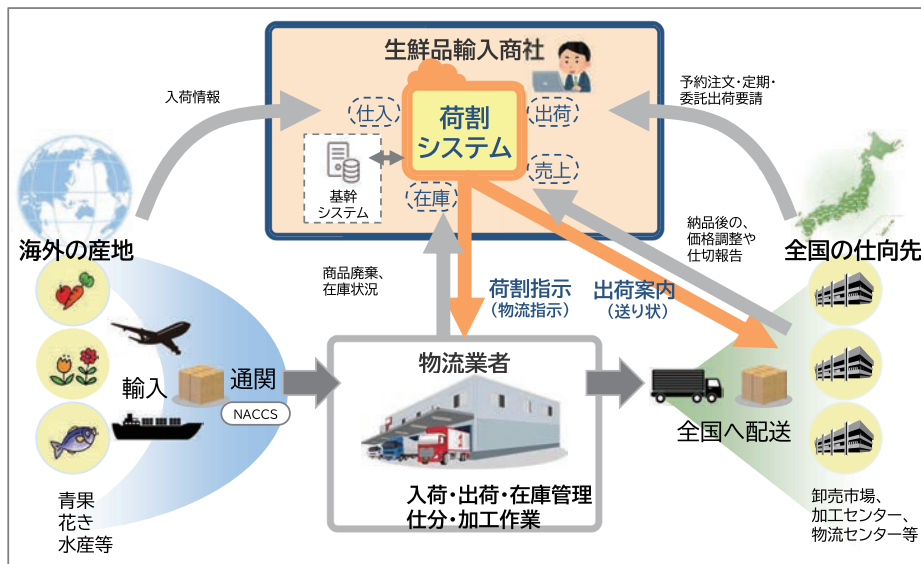 生鮮品輸入商社
入荷情報
予約注文・定期・
委託出荷要請
仕入
荷割
システム
出荷
売上
在庫
基幹
システム
海外の産地
全国の仕向先
商品廃棄、
在庫状況
荷割指示
(物流指示)
出荷案内
(送り状)
納品後の、
価格調整や
仕切報告
輸入
通関
NACCS
物流業者
入荷・出荷・在庫管理
仕分・加工作業
全国へ配送
青果
花き
水産等
卸売市場、
加工センター、
物流センター等